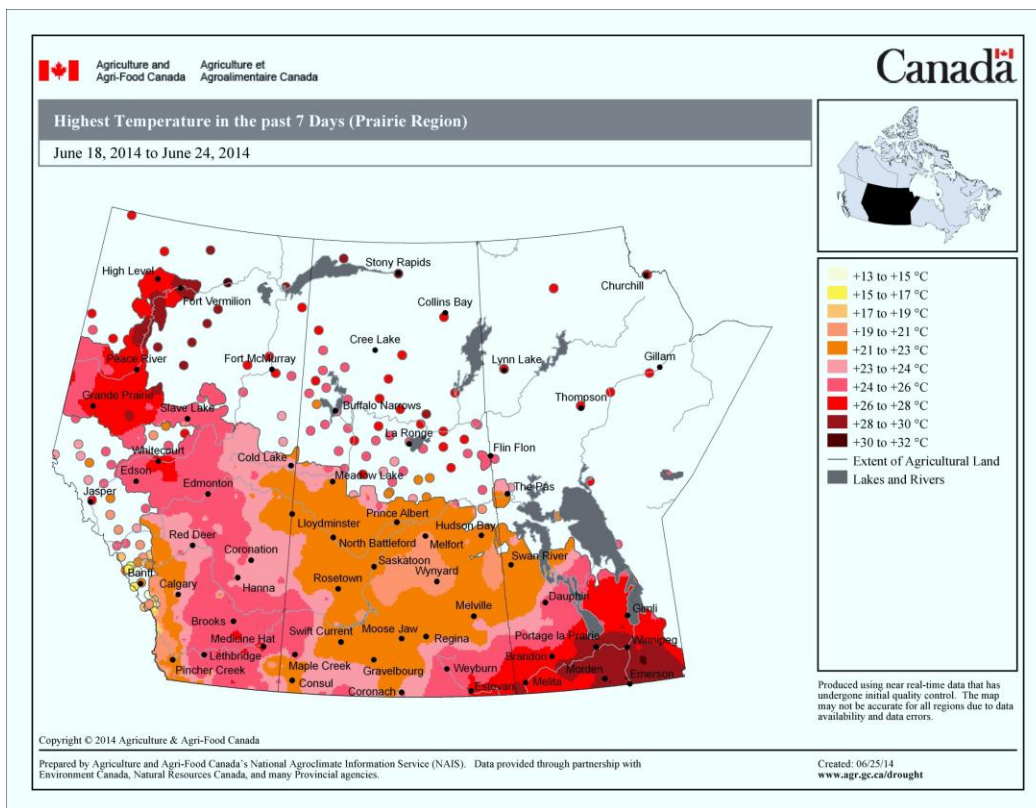 Agriculture and
Agri-Food Canada
Agriculture et
Agroalimentaire Canada
Canada
Highest Temperature in the past 7 Days (Prairie Region)
June 18, 2014 to June 24, 2014
High Level
Fort Vermilion
Stony Rapids
Churchill
Collins Bay
Cree Lake
Peace River
Fort McMurray
Lynn Lake
Gillam
Grande Prairie
Slave Lake
Buffalo Narrows
Thompson
La Ronge
Flin Flon
Whitecourt
Edson
Cold Lake
Meadow Lake
Jasper
Edmonton
The Pas
Lloydminster
Prince Albert
Hudson Bay
Red Deer
North Battleford
Melfort
Coronation
Saskatoon
Swan River
Banff
Calgary
Hanna
Rosetown
Wynyard
Dauphin
Gimli
Brooks
Melville
Medicine Hat
Swift Current
Moose Jaw
Regina
Portage la Prairie
Winnipeg
Lethbridge
Pincher Creek
Maple Creek
Gravelbourg
Weyburn
Brandon
Morden
Emerson
Consul
Coronach
Estevan
Melita
+13 to +15 °C
+15 to +17 °C
+17 to +19 °C
+19 to +21 °C
+21 to +23 °C
+23 to +24 °C
+24 to +26 °C
+26 to +28 °C
+28 to +30 °C
+30 to +32 °C
Extent of Agricultural Land
Lakes and Rivers
Produced using near real-time data that has
undergone initial quality control. The map
may not be accurate for all regions due to data
availability and data errors.
Copyright © 2014 Agriculture & Agri-Food Canada
Prepared by Agriculture and Agri-Food Canada's National Agroclimate Information Service (NAIS). Data provided through partnership with
Environment Canada, Natural Resources Canada, and many Provincial agencies.
Created: 06/25/14
www.agr.gc.ca/drought